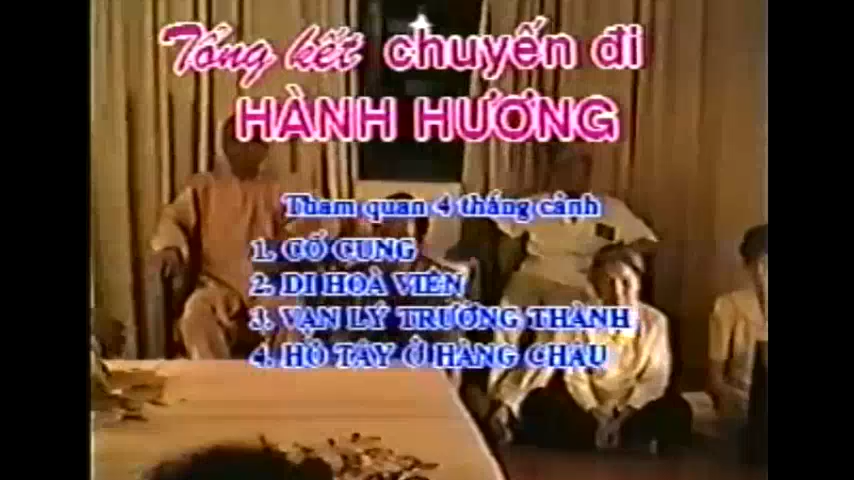 Tổng kết chuyến đi
HÀNH HƯƠNG
Tham quan 4 thắng cảnh
1. CỐ CUNG
2. DI HOÀ VIÊN
3. VẠN LÝ TRƯỜNG THÀNH
4. HỒ TÂY Ở HÀNG CHÂU